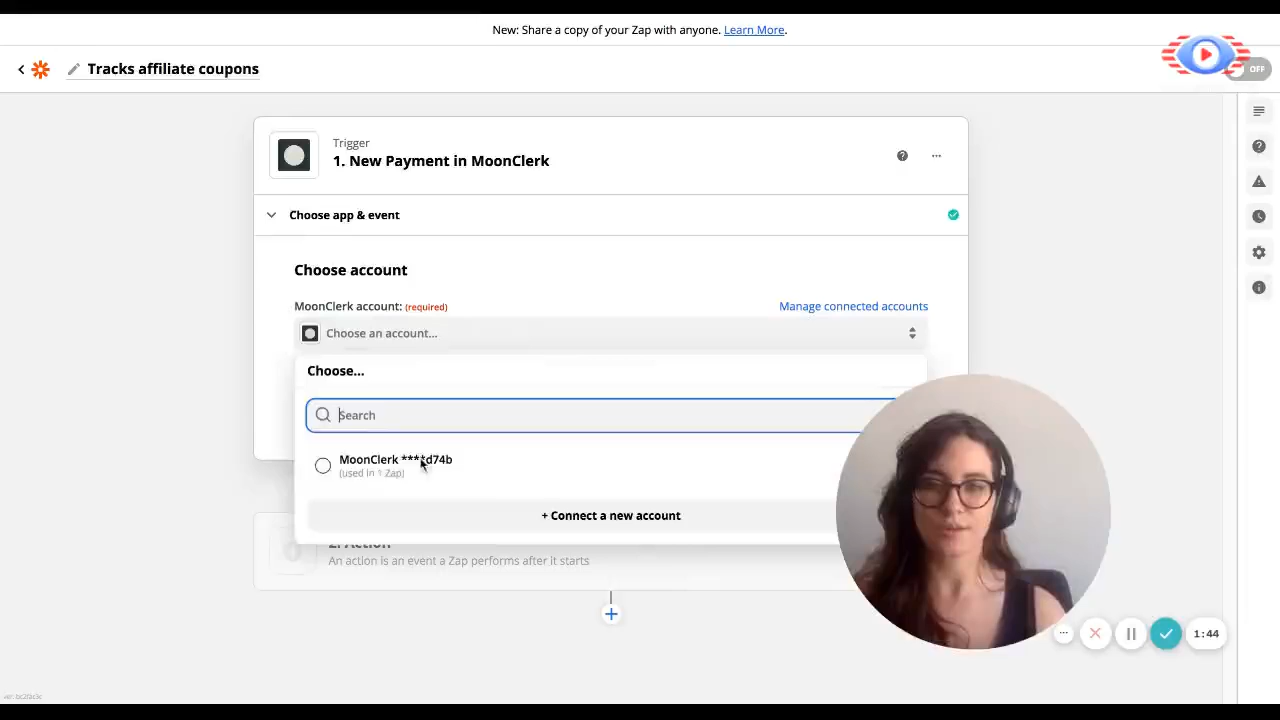 New: Share a copy of your Zap with anyone. Learn More.
Tracks affiliate coupons
OFF
Trigger
1. New Payment in MoonClerk
Choose app & event
Choose account
MoonClerk account: (required)
Manage connected accounts
Choose an account...
Choose...
Search
MoonClerk ****d74b
(used in 1 Zap)
+ Connect a new account
2. Action
An action is an event a Zap performs after it starts
1:44